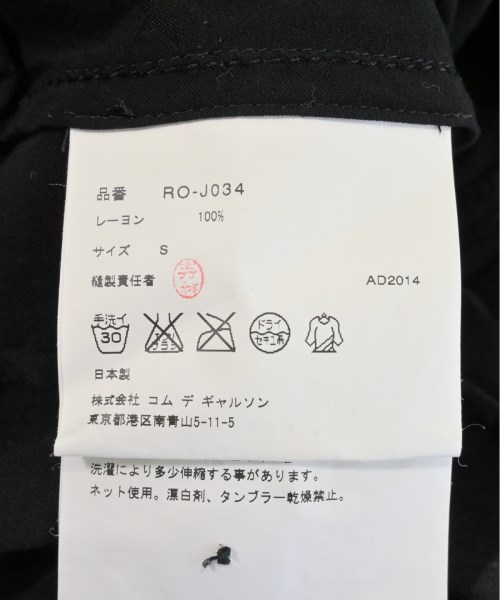 品番 RO-J034
レーヨン 100%
サイズ S
縫製責任者
AD2014
手洗イ 30 ドライ セキユ系
日本製
株式会社 コム デ ギャルソン
東京都港区南青山5-11-5
洗濯により多少伸縮する事があります。
ネット使用。漂白剤、タンブラー乾燥禁止。